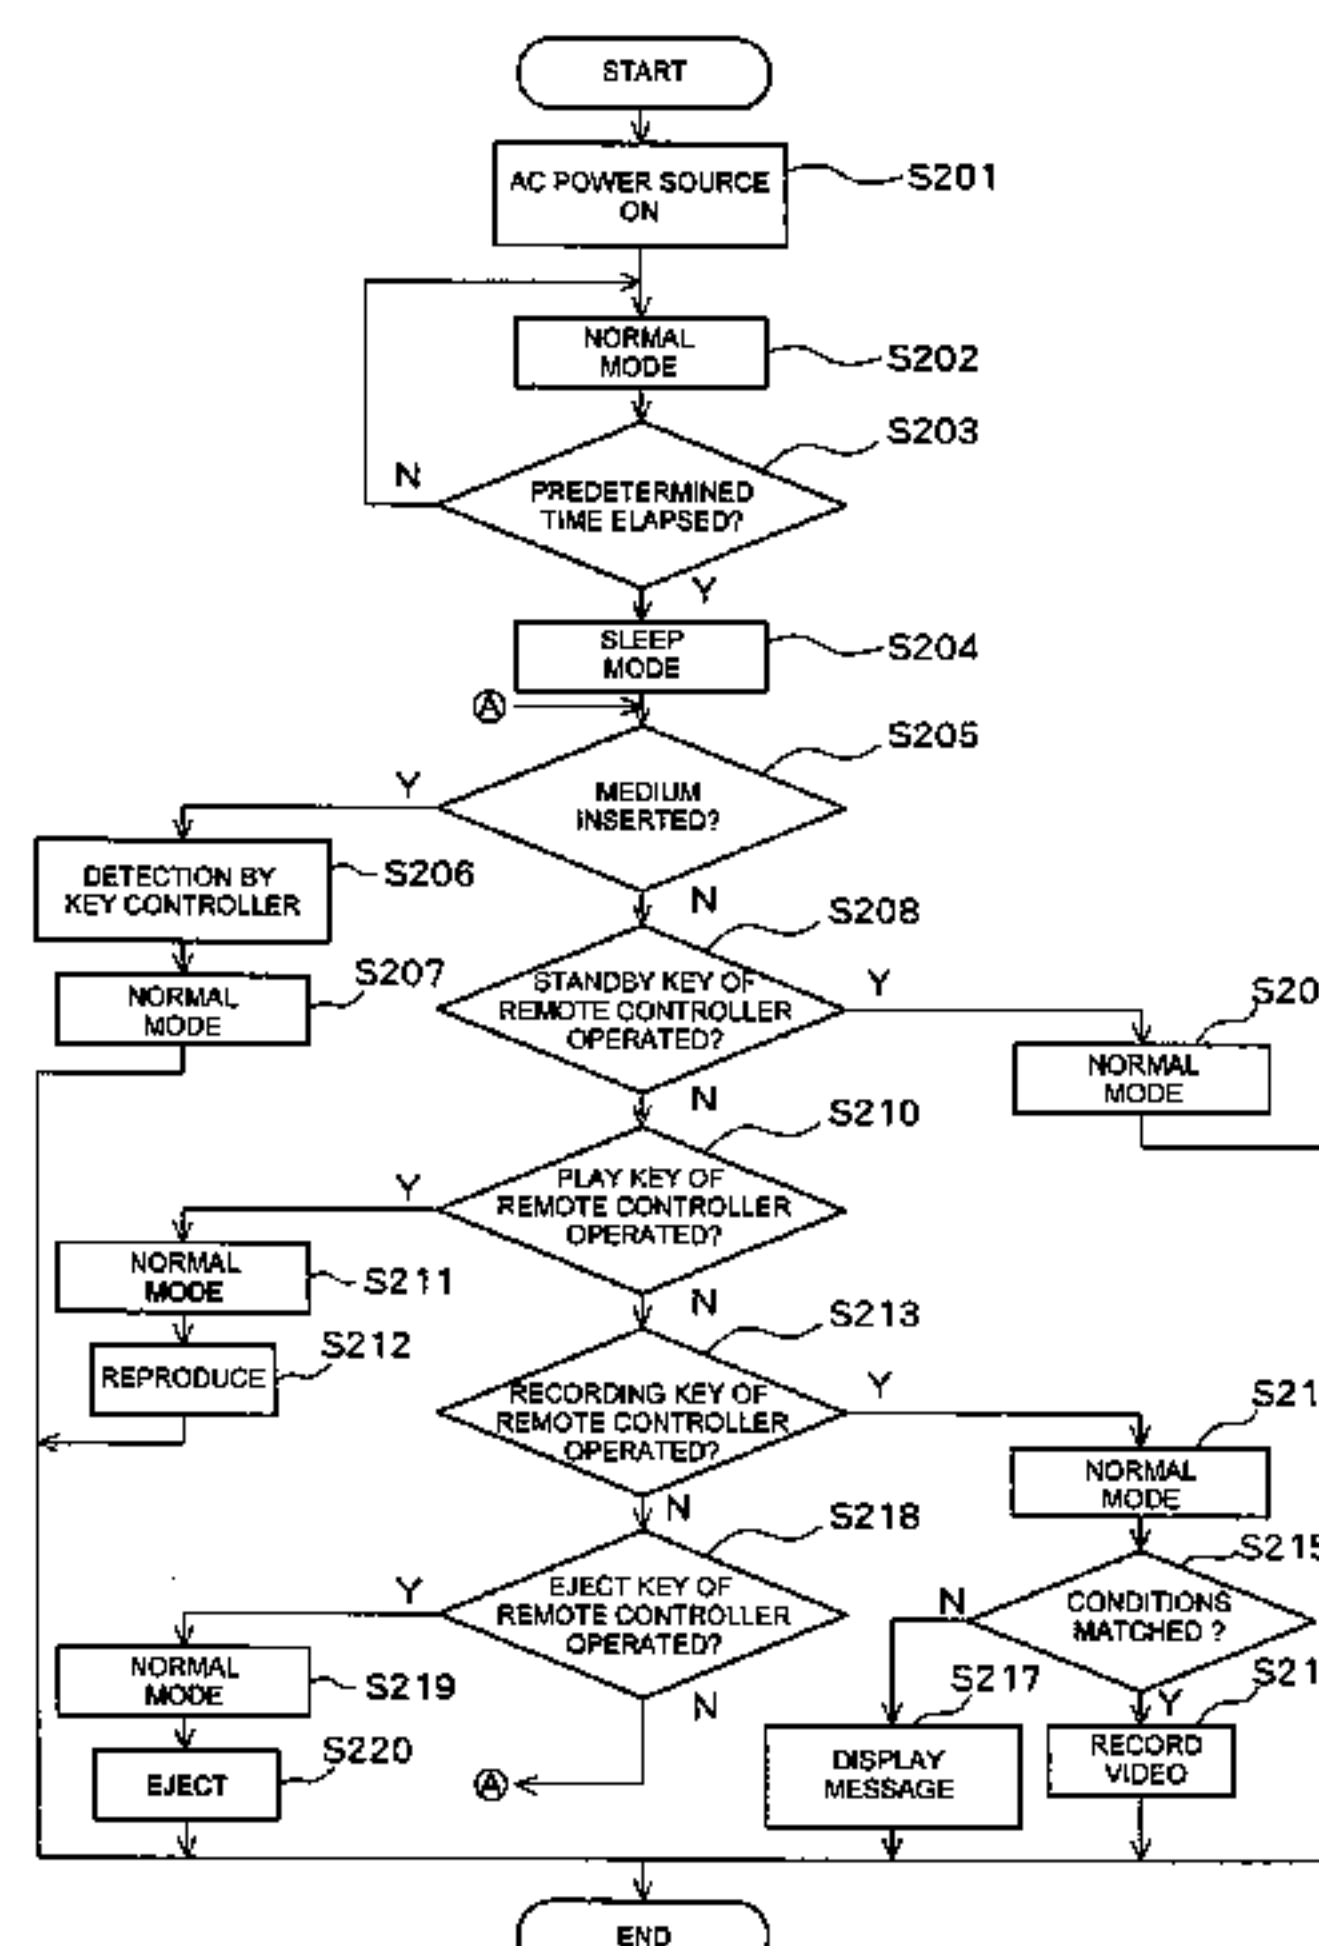 START
AC POWER SOURCE
ON
S201
NORMAL
MODE
S202
S203
N
PREDETERMINED
TIME ELAPSED?
Y
SLEEP
MODE
S204
A
S205
Y
MEDIUM
INSERTED?
DETECTION BY
KEY CONTROLLER
S206
N
S208
NORMAL
MODE
S207
STANDBY KEY OF
REMOTE CONTROLLER
OPERATED?
Y
S20
NORMAL
MODE
N
S210
Y
PLAY KEY OF
REMOTE CONTROLLER
OPERATED?
NORMAL
MODE
S211
N
S213
REPRODUCE
S212
RECORDING KEY OF
REMOTE CONTROLLER
OPERATED?
Y
S21
NORMAL
MODE
N
S218
S215
Y
EJECT KEY OF
REMOTE CONTROLLER
OPERATED?
N
CONDITIONS
MATCHED ?
NORMAL
MODE
S219
N
S217
Y
S21
EJECT
S220
A
DISPLAY
MESSAGE
RECORD
VIDEO
END